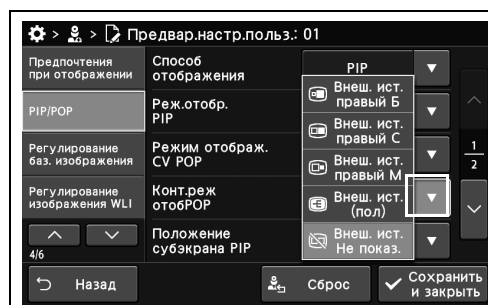 > > Предвар.настр.польз.: 01
Предпочтения
при отображении
PIP/POP
Регулирование
баз. изображения
Регулирование
изображения WLI
4/6
Способ
отображения
Реж.отобр.
PIP
Режим отображ.
CV POP
Конт.реж
отобPOP
Положение
субэкрана PIP
PIP
Внеш. ист.
правый Б
Внеш. ист.
правый С
Внеш. ист.
правый М
Внеш. ист.
(пол)
Внеш. ист.
Не показ.
1
2
Назад
Сброс
Сохранить
и закрыть